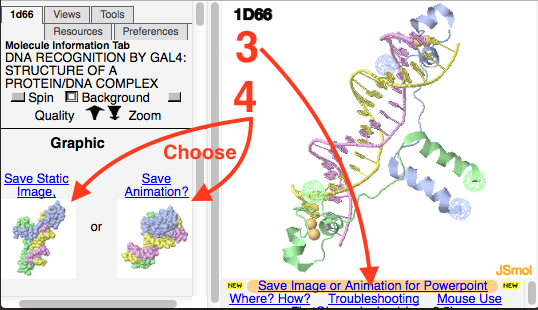 1d66 Views Tools
Resources Preferences
Molecule Information Tab
DNA RECOGNITION BY GAL4:
STRUCTURE OF A
PROTEIN/DNA COMPLEX
Spin Background
Quality Zoom
Graphic
Choose
Save Static
Image,
or
Save
Animation?
1D66
3
4
JSmol
NEW Save Image or Animation for Powerpoint NEW
Where? How? Troubleshooting Mouse Use